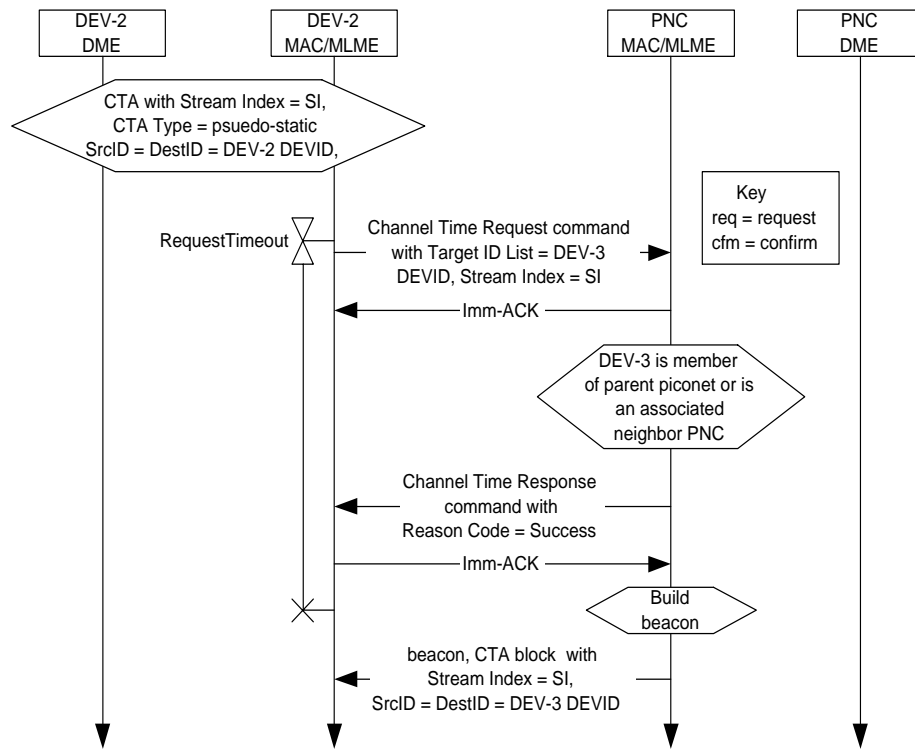 DEV-2
DME
DEV-2
MAC/MLME
PNC
MAC/MLME
PNC
DME
CTA with Stream Index = SI,
CTA Type = psuedo-static
SrcID = DestID = DEV-2 DEVID,
Key
req = request
cfm = confirm
RequestTimeout
Channel Time Request command
with Target ID List = DEV-3
DEVID, Stream Index = SI
Imm-ACK
DEV-3 is member
of parent piconet or is
an associated
neighbor PNC
Channel Time Response
command with
Reason Code = Success
Imm-ACK
Build
beacon
beacon, CTA block with
Stream Index = SI,
SrcID = DestID = DEV-3 DEVID